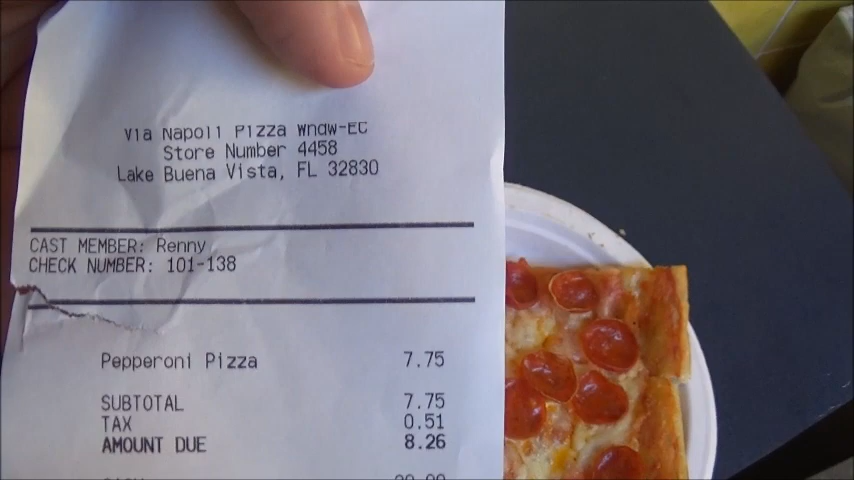 Via Napoli Pizza Wndw-EC
Store Number 4458
Lake Buena Vista, FL 32830
CAST MEMBER: Renny
CHECK NUMBER: 101-138
Pepperoni Pizza 7.75
SUBTOTAL 7.75
TAX 0.51
AMOUNT DUE 8.26